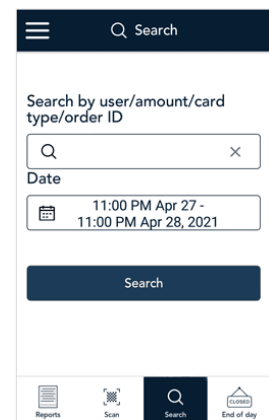 Search
Search by user/amount/card
type/order ID
Date
11:00 PM Apr 27 -
11:00 PM Apr 28, 2021
Search
CLOSED
Reports Scan Search End of day